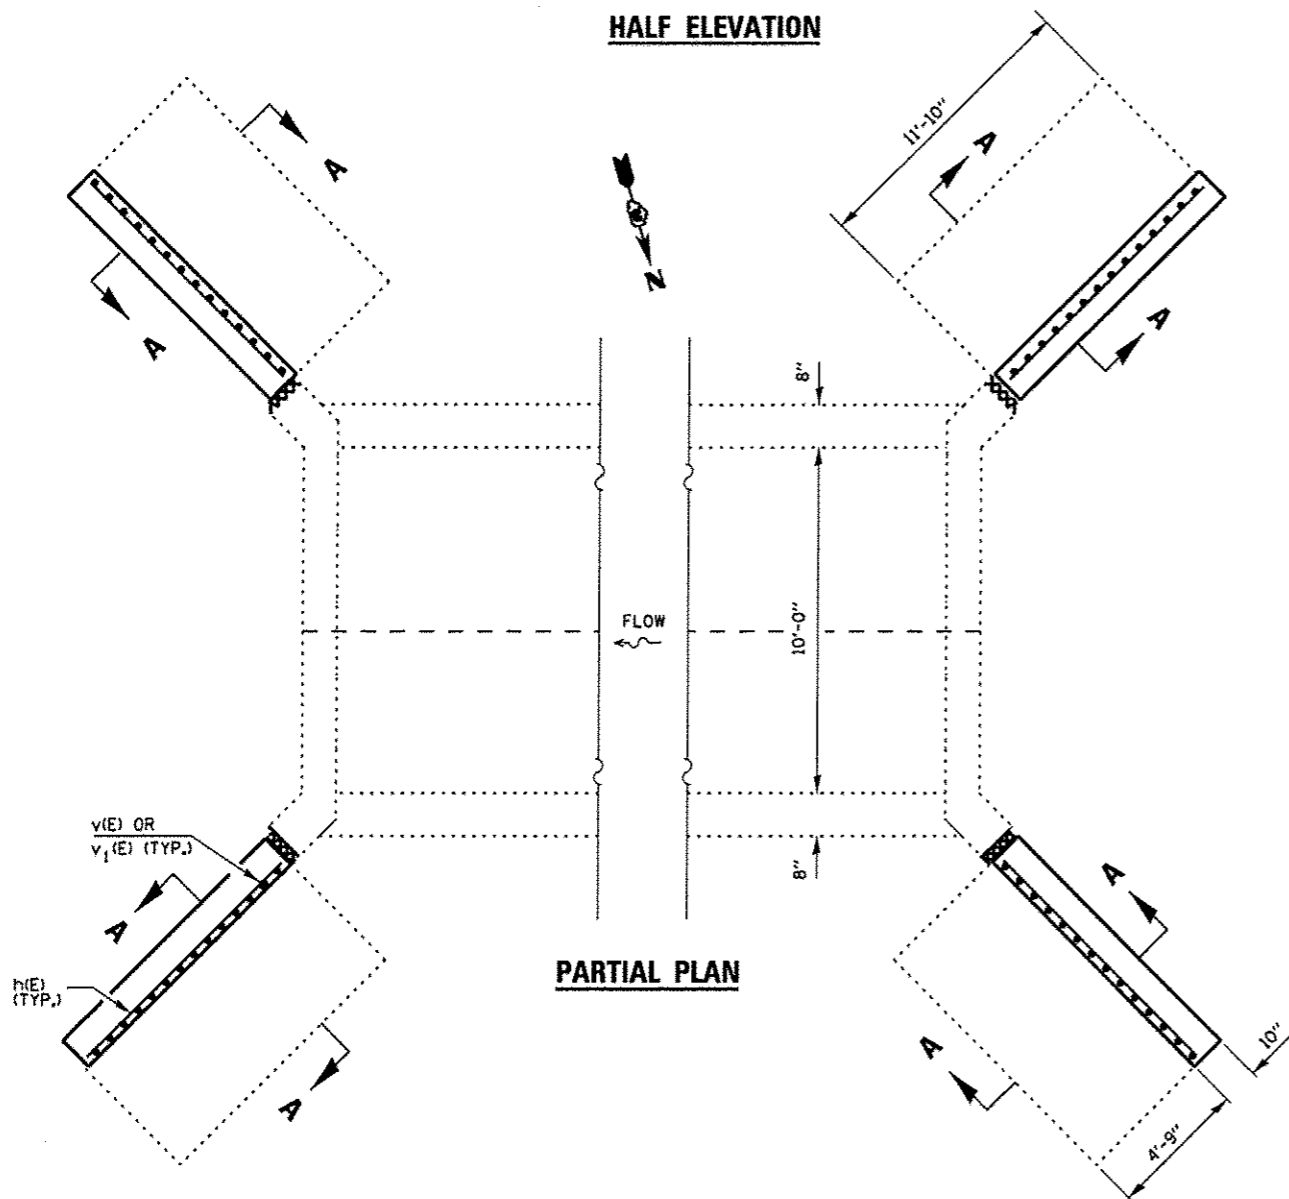 HALF ELEVATION
11'-10"
A
A
A
A
N
8"
FLOW
10'-0"
8"
v(E) OR
v1(E) (TYP.)
h(E)
(TYP.)
A
A
A
A
PARTIAL PLAN
10"
4'-9"